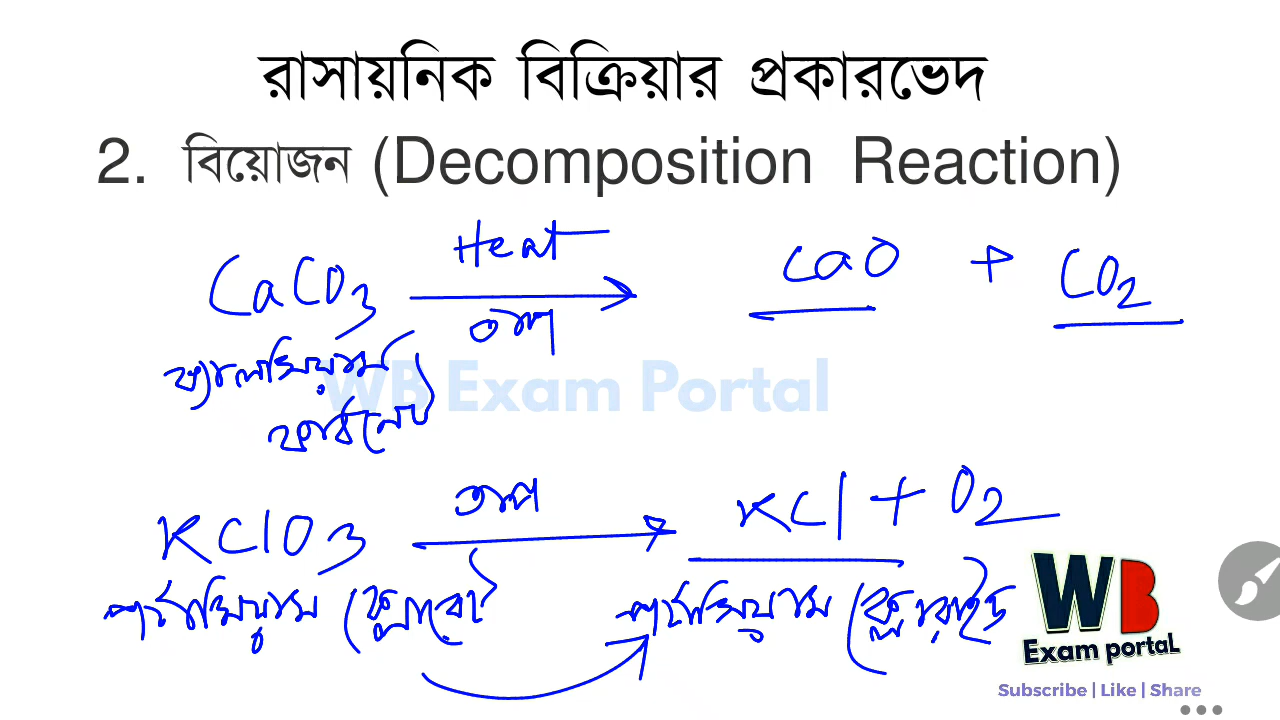 রাসায়নিক বিক্রিয়ার প্রকারভেদ
2. বিয়োজন (Decomposition Reaction)
CaCO3 Heat তাপ CaO + CO2
ক্যালসিয়াম
কার্বনেট
WB Exam Portal
KClO3 তাপ KCl + O2
পটাসিয়াম ক্লোরেট পটাসিয়াম ক্লোরাইড
WB
Exam portal
Subscribe | Like | Share